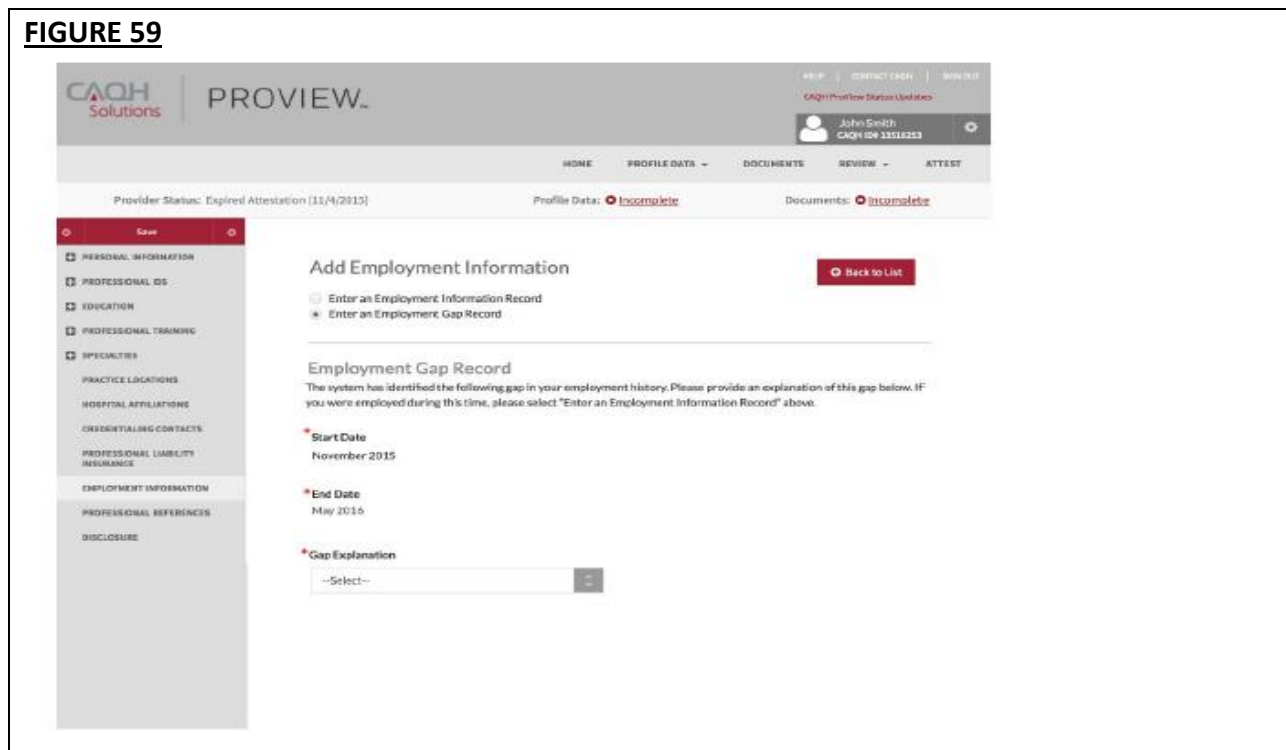 FIGURE 59
CAQH
Solutions
PROVIEW™
HELP | CONTACT CAQH | SIGN OUT
CAQH ProView Status Updates
John Smith
CAQH ID#
HOME PROFILE DATA DOCUMENTS REVIEW ATTEST
Provider Status: Expired Attestation (11/4/2015) Profile Data: Incomplete Documents: Incomplete
Save
PERSONAL INFORMATION
PROFESSIONAL IDS
EDUCATION
PROFESSIONAL TRAINING
SPECIALTIES
PRACTICE LOCATIONS
HOSPITAL AFFILIATIONS
CREDENTIALING CONTACTS
PROFESSIONAL LIABILITY
INSURANCE
EMPLOYMENT INFORMATION
PROFESSIONAL REFERENCES
DISCLOSURE
Add Employment Information
Back to List
Enter an Employment Information Record
Enter an Employment Gap Record
Employment Gap Record
The system has identified the following gap in your employment history. Please provide an explanation of this gap below. IF
you were employed during this time, please select "Enter an Employment Information Record" above.
*Start Date
November 2015
*End Date
May 2016
*Gap Explanation
--Select--